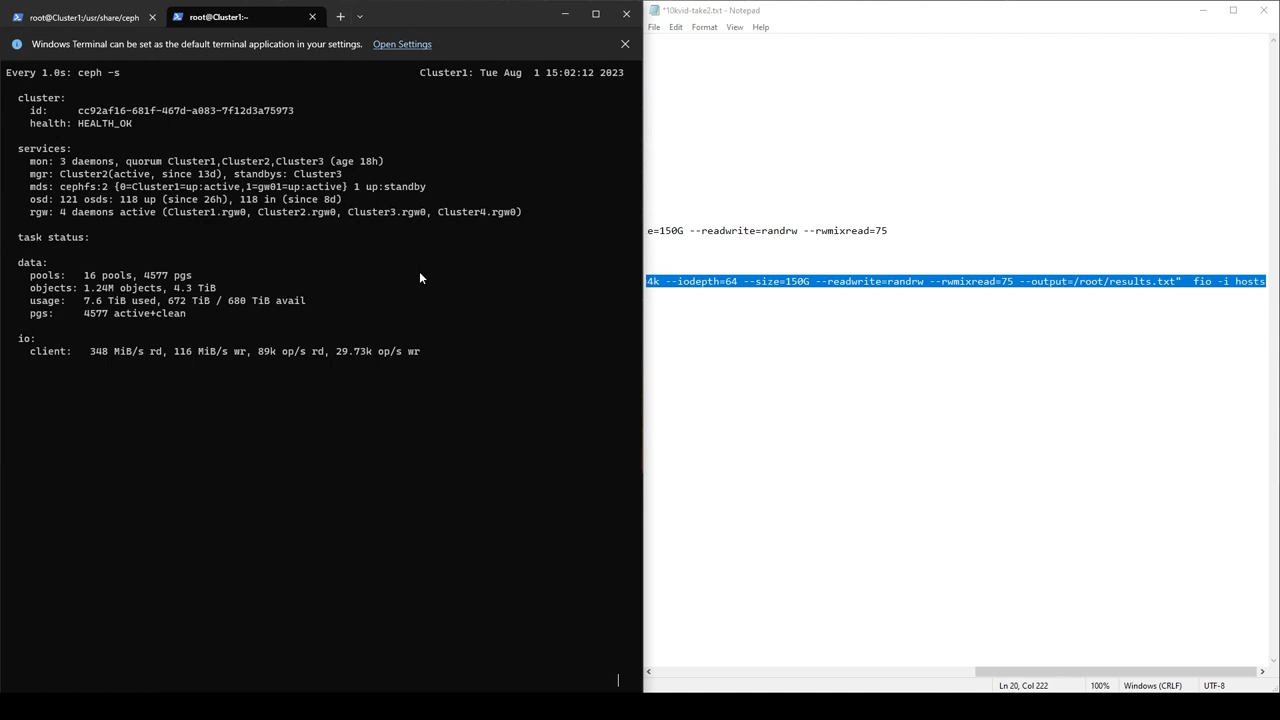 root@Cluster1:/usr/share/ceph
root@Cluster1:~
Windows Terminal can be set as the default terminal application in your settings. Open Settings
Every 1.0s: ceph -s Cluster1: Tue Aug  1 15:02:12 2023
cluster:
id: cc92af16-681f-467d-a083-7f12d3a75973
health: HEALTH_OK
services:
mon: 3 daemons, quorum Cluster1,Cluster2,Cluster3 (age 18h)
mgr: Cluster2(active, since 13d), standbys: Cluster3
mds: cephfs:2 {0=Cluster1=up:active,1=gw01=up:active} 1 up:standby
osd: 121 osds: 118 up (since 26h), 118 in (since 8d)
rgw: 4 daemons active (Cluster1.rgw0, Cluster2.rgw0, Cluster3.rgw0, Cluster4.rgw0)
task status:
data:
pools: 16 pools, 4577 pgs
objects: 1.24M objects, 4.3 TiB
usage: 7.6 TiB used, 672 TiB / 680 TiB avail
pgs: 4577 active+clean
io:
client: 348 MiB/s rd, 116 MiB/s wr, 89k op/s rd, 29.73k op/s wr
*10kvid-take2.txt - Notepad
File Edit Format View Help
e=150G --readwrite=randrw --rwmixread=75
4k --iodepth=64 --size=150G --readwrite=randrw --rwmixread=75 --output=/root/results.txt"  fio -i hosts
Ln 20, Col 222 100% Windows (CRLF) UTF-8